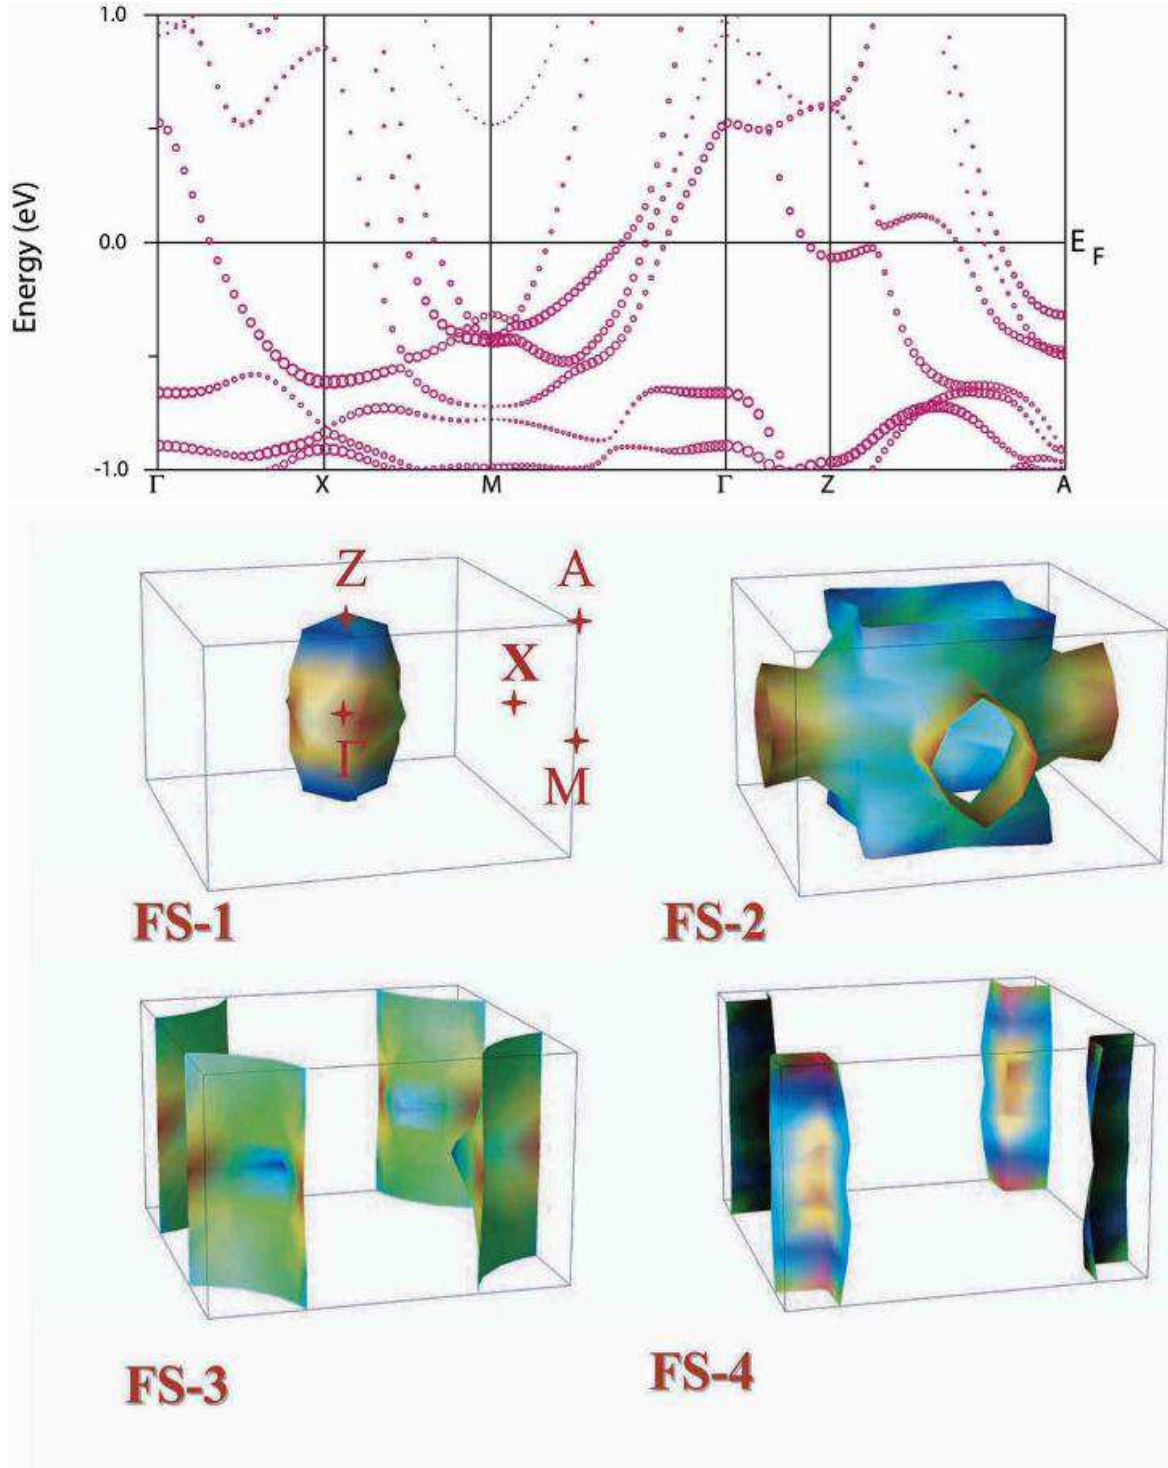 1.0
0.0
-1.0
Energy (eV)
E F
Γ X M Γ Z A
Z A
X
Γ
M
FS-1 FS-2
FS-3 FS-4